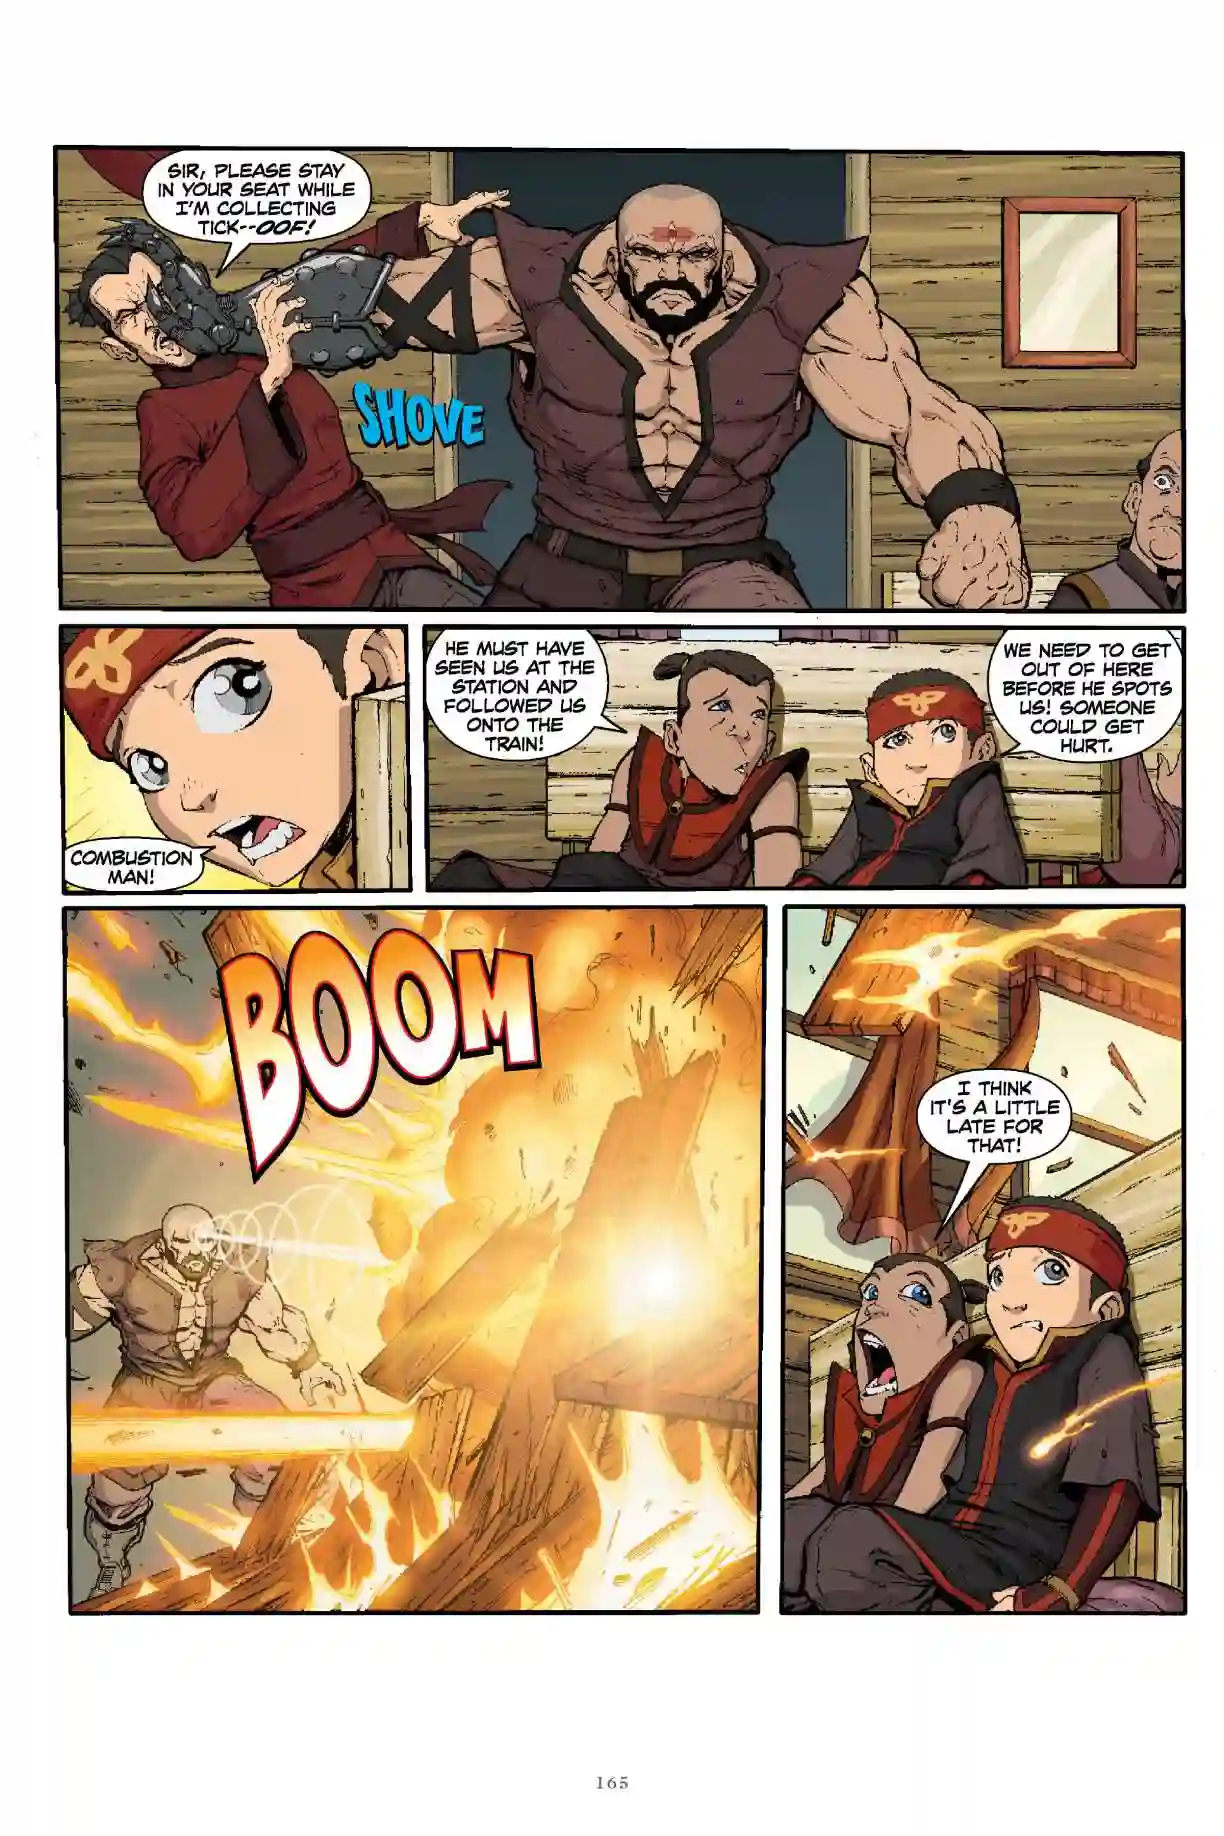 SIR, PLEASE STAY
IN YOUR SEAT WHILE
I'M COLLECTING
TICK--OOF!
SHOVE
COMBUSTION
MAN!
HE MUST HAVE
SEEN US AT THE
STATION AND
FOLLOWED US
ONTO THE
TRAIN!
WE NEED TO GET
OUT OF HERE
BEFORE HE SPOTS
US! SOMEONE
COULD GET
HURT.
BOOM
I THINK
IT'S A LITTLE
LATE FOR
THAT!
165